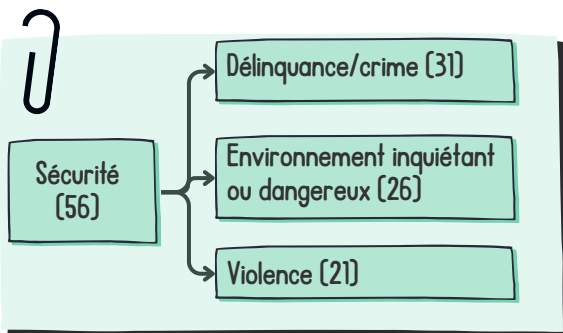 Sécurité
(56)
Délinquance/crime (31)
Environnement inquiétant
ou dangereux (26)
Violence (21)